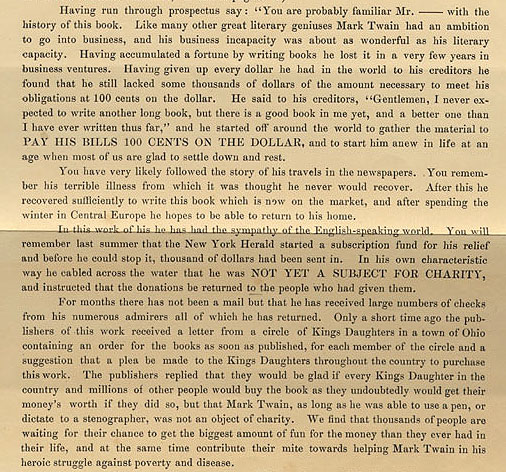 Having run through prospectus say: "You are probably familiar Mr. —— with the
history of this book. Like many other great literary geniuses Mark Twain had an ambition
to go into business, and his business incapacity was about as wonderful as his literary
capacity. Having accumulated a fortune by writing books he lost it in a very few years in
business ventures. Having given up every dollar he had in the world to his creditors he
found that he still lacked some thousands of dollars of the amount necessary to meet his
obligations at 100 cents on the dollar. He said to his creditors, "Gentlemen, I never ex-
pected to write another long book, but there is a good book in me yet, and a better one than
I have ever written thus far," and he started off around the world to gather the material to
PAY HIS BILLS 100 CENTS ON THE DOLLAR, and to start him anew in life at an
age when most of us are glad to settle down and rest.
You have very likely followed the story of his travels in the newspapers. You remem-
ber his terrible illness from which it was thought he never would recover. After this he
recovered sufficiently to write this book which is now on the market, and after spending the
winter in Central Europe he hopes to be able to return to his home.
In this work of his he has had the sympathy of the English-speaking world. You will
remember last summer that the New York Herald started a subscription fund for his relief
and before he could stop it, thousand of dollars had been sent in. In his own characteristic
way he cabled across the water that he was NOT YET A SUBJECT FOR CHARITY,
and instructed that the donations be returned to the people who had given them.
For months there has not been a mail but that he has received large numbers of checks
from his numerous admirers all of which he has returned. Only a short time ago the pub-
lishers of this work received a letter from a circle of Kings Daughters in a town of Ohio
containing an order for the books as soon as published, for each member of the circle and a
suggestion that a plea be made to the Kings Daughters throughout the country to purchase
this work. The publishers replied that they would be glad if every Kings Daughter in the
country and millions of other people would buy the book as they undoubtedly would get their
money's worth if they did so, but that Mark Twain, as long as he was able to use a pen, or
dictate to a stenographer, was not an object of charity. We find that thousands of people are
waiting for their chance to get the biggest amount of fun for the money than they ever had in
their life, and at the same time contribute their mite towards helping Mark Twain in his
heroic struggle against poverty and disease.